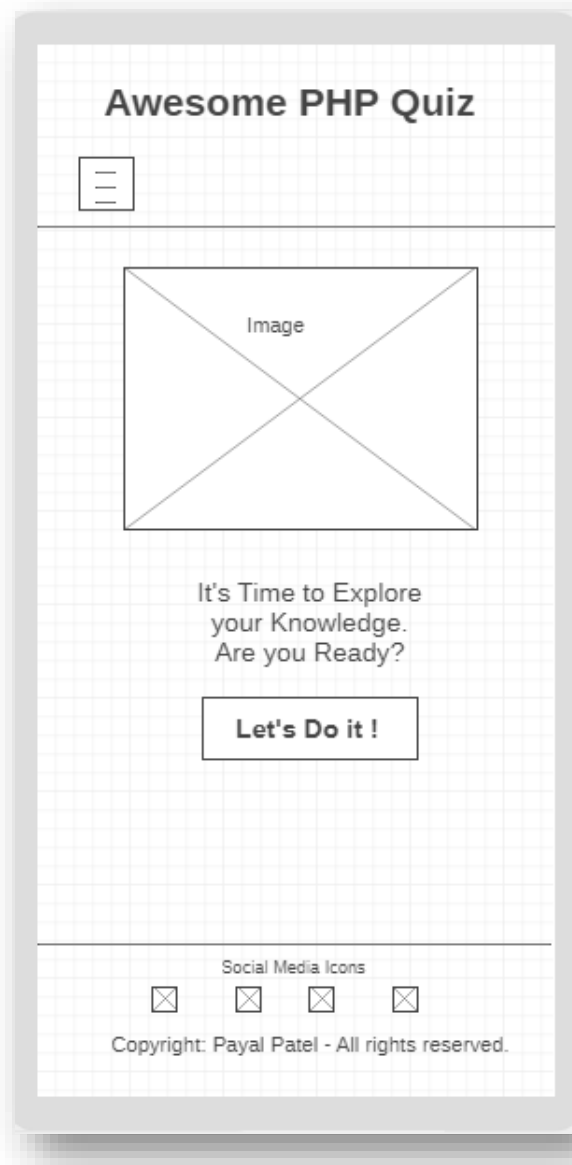 Awesome PHP Quiz
Image
It's Time to Explore
your Knowledge.
Are you Ready?
Let's Do it !
Social Media Icons
Copyright: Payal Patel - All rights reserved.